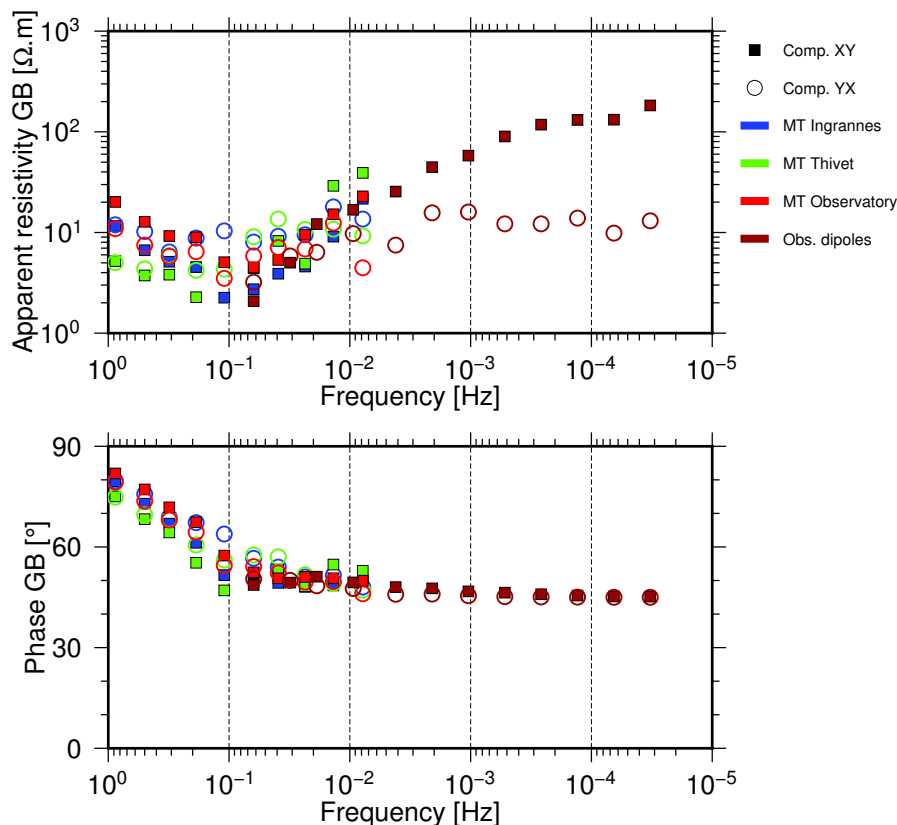 Apparent resistivity GB [Ω.m]
10³
10²
10¹
10⁰
10⁰ 10⁻¹ 10⁻² 10⁻³ 10⁻⁴ 10⁻⁵
Frequency [Hz]
Comp. XY
Comp. YX
MT Ingrannes
MT Thivet
MT Observatory
Obs. dipoles
Phase GB [°]
90
60
30
0
10⁰ 10⁻¹ 10⁻² 10⁻³ 10⁻⁴ 10⁻⁵
Frequency [Hz]